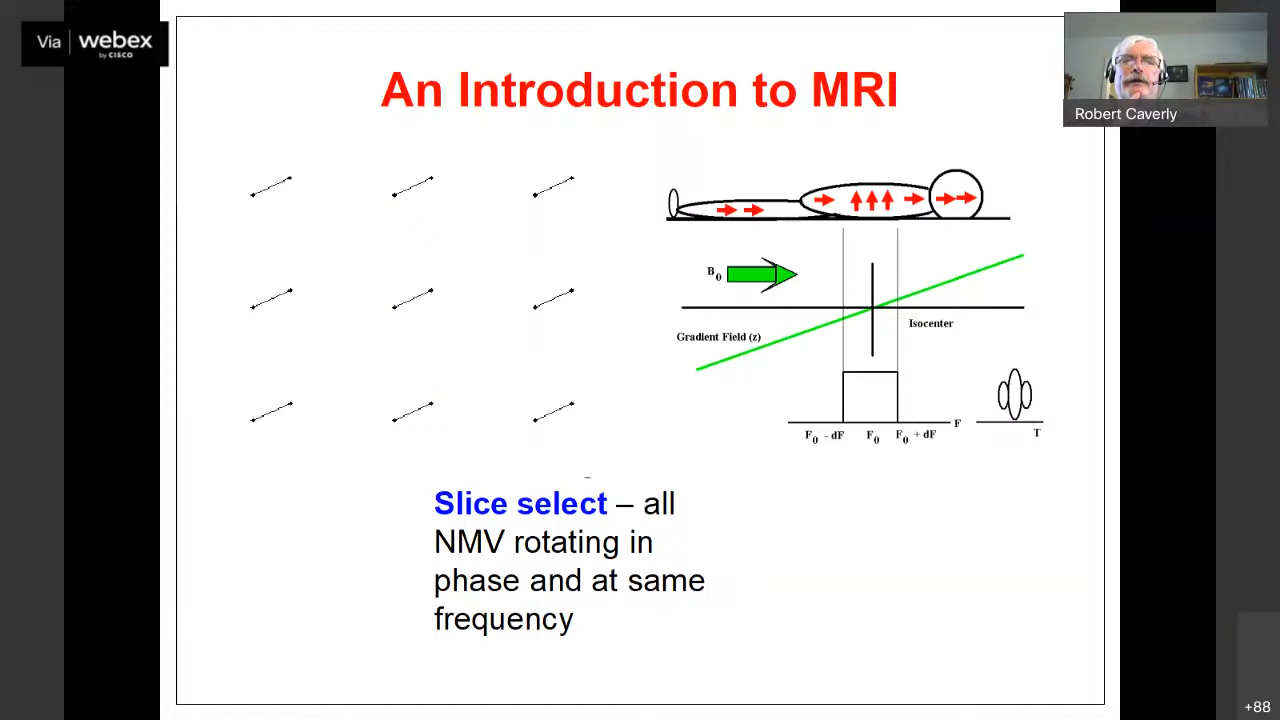 Via webex
by CISCO
An Introduction to MRI
Robert Caverly
B0
Gradient Field (z)
Isocenter
F
F0 - dF F0 F0 + dF
T
Slice select – all
NMV rotating in
phase and at same
frequency
+88